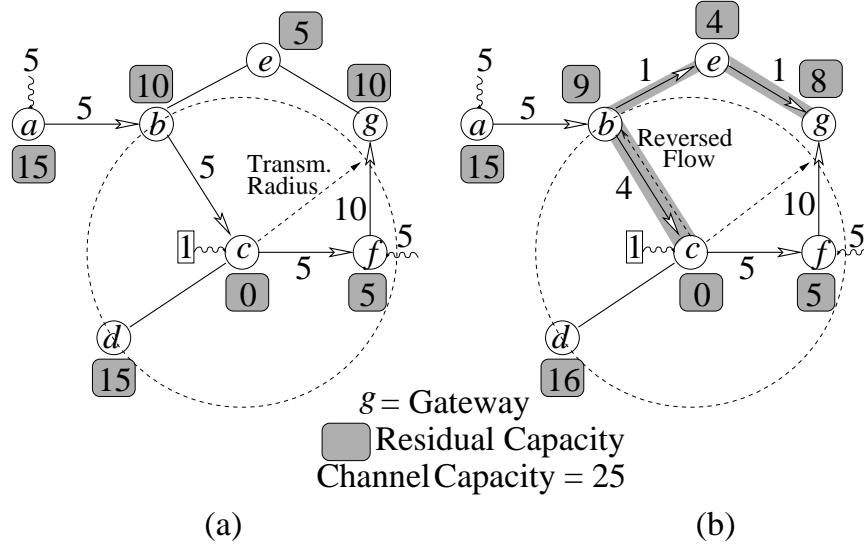 5
5
10
5
e
10
a
b
g
15
5
Transm.
Radius
10
1
c
5
f
5
0
5
d
15
5
4
e
1
1
9
8
5
a
b
g
15
Reversed
Flow
4
10
1
c
5
f
5
0
5
d
16
g = Gateway
Residual Capacity
Channel Capacity = 25
(a)
(b)